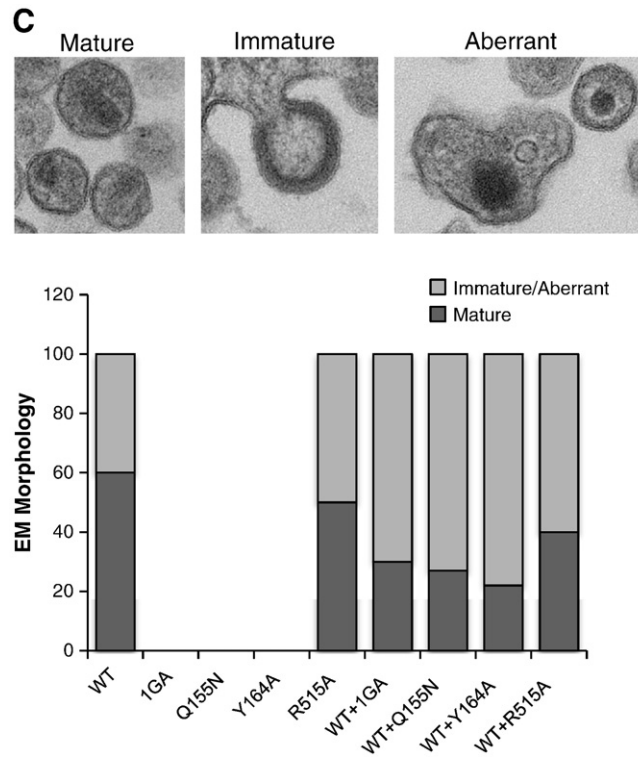 C
Mature Immature Aberrant
Immature/Aberrant
Mature
EM Morphology
120
100
80
60
40
20
0
WT 1GA Q155N Y164A R515A WT+1GA WT+Q155N WT+Y164A WT+R515A